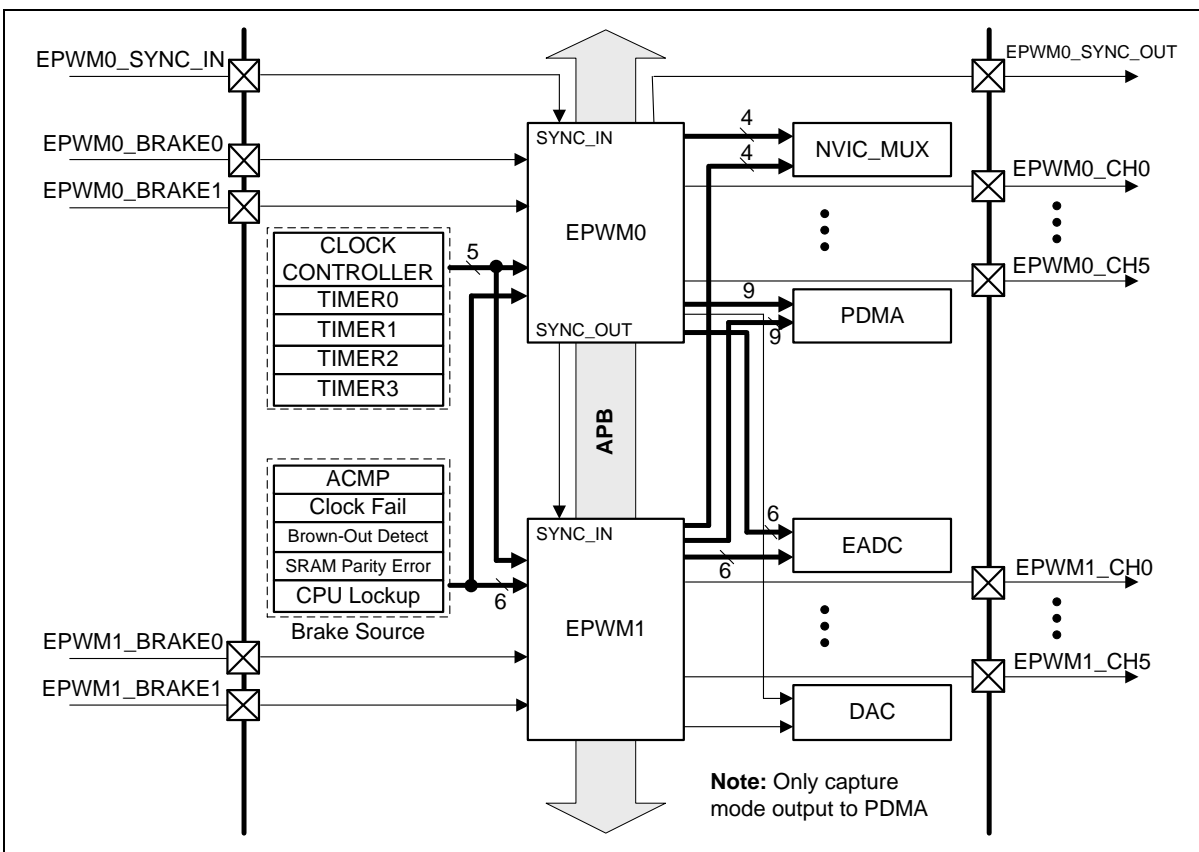 EPWM0_SYNC_IN
EPWM0_SYNC_OUT
EPWM0_BRAKE0
EPWM0_BRAKE1
SYNC_IN
EPWM0
SYNC_OUT
4
4
NVIC_MUX
EPWM0_CH0
EPWM0_CH5
CLOCK
CONTROLLER
TIMER0
TIMER1
TIMER2
TIMER3
5
9
9
PDMA
APB
ACMP
Clock Fail
Brown-Out Detect
SRAM Parity Error
CPU Lockup
Brake Source
6
SYNC_IN
EPWM1
6
6
EADC
EPWM1_CH0
EPWM1_CH5
EPWM1_BRAKE0
EPWM1_BRAKE1
DAC
Note: Only capture
mode output to PDMA